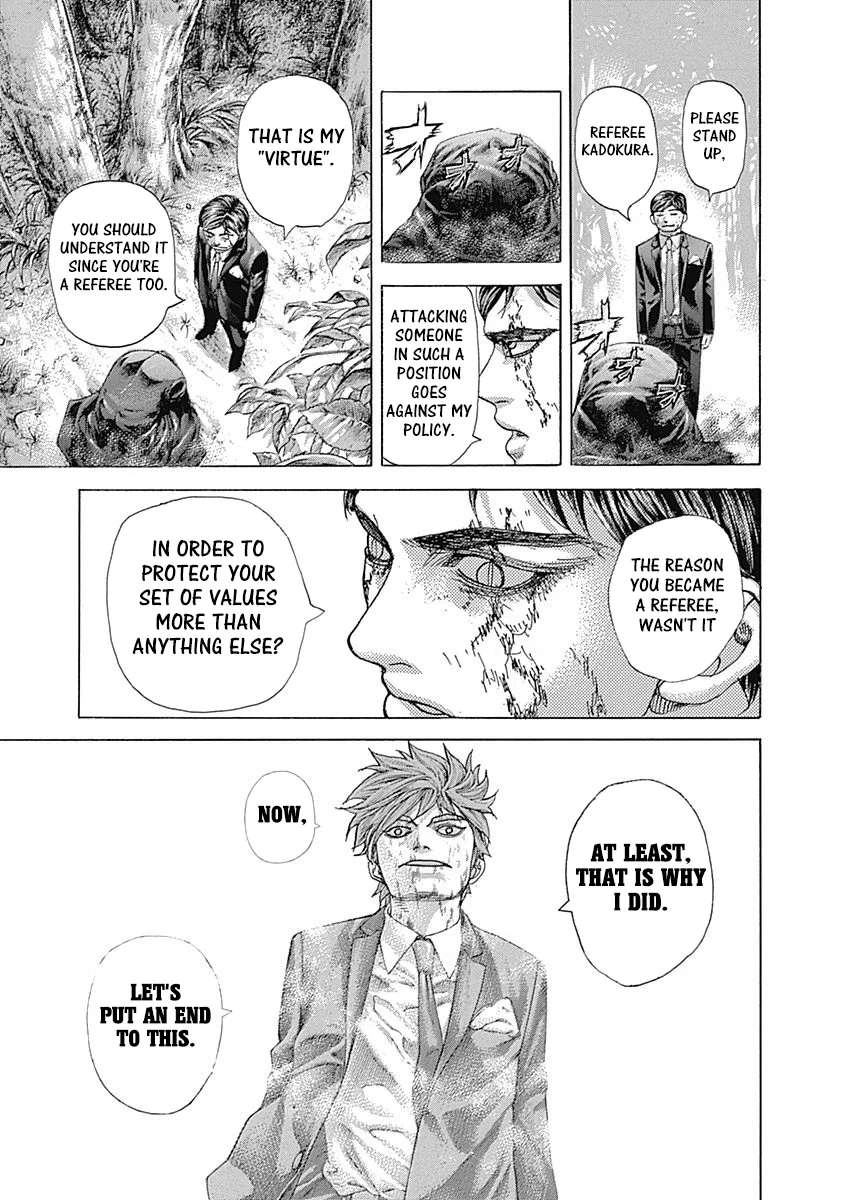 PLEASE
STAND
UP,
REFEREE
KADOKURA.
ATTACKING
SOMEONE
IN SUCH A
POSITION
GOES
AGAINST MY
POLICY.
THAT IS MY
"VIRTUE".
YOU SHOULD
UNDERSTAND IT
SINCE YOU'RE
A REFEREE TOO.
THE REASON
YOU BECAME
A REFEREE,
WASN'T IT
IN ORDER TO
PROTECT YOUR
SET OF VALUES
MORE THAN
ANYTHING ELSE?
AT LEAST,
THAT IS WHY
I DID.
NOW,
LET'S
PUT AN END
TO THIS.